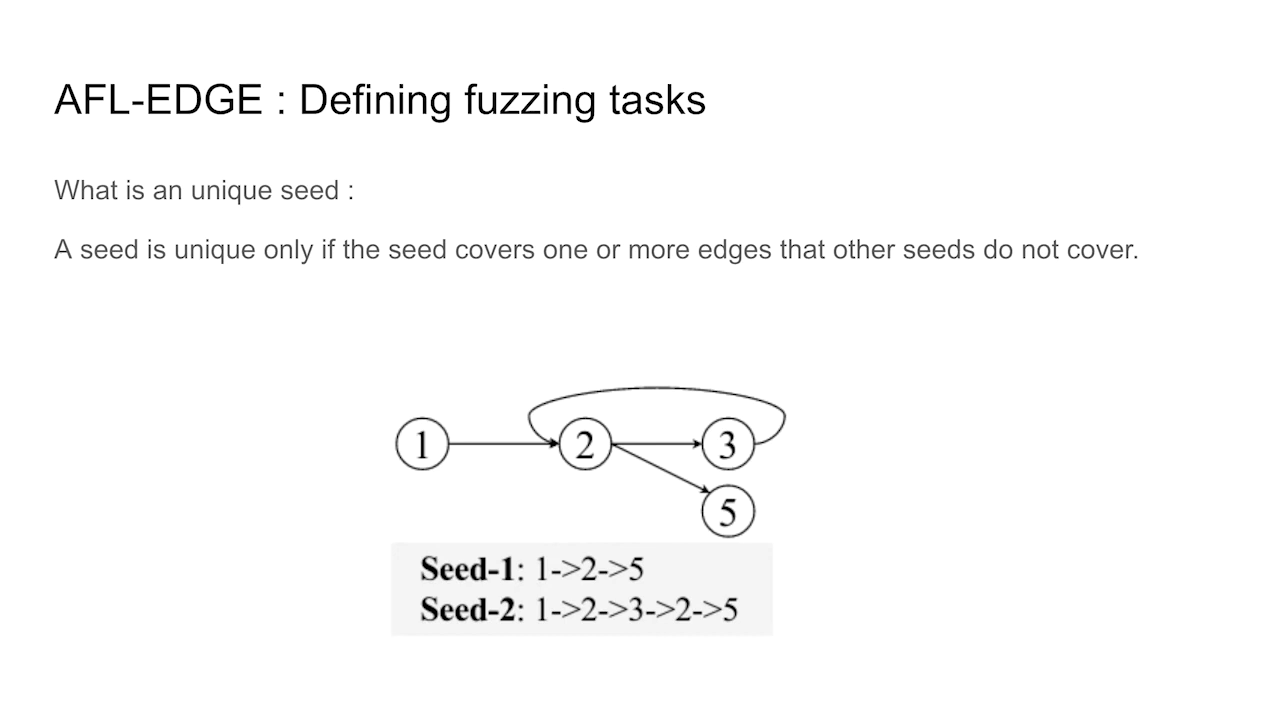 AFL-EDGE : Defining fuzzing tasks
What is an unique seed :
A seed is unique only if the seed covers one or more edges that other seeds do not cover.
1
2
3
5
Seed-1: 1->2->5
Seed-2: 1->2->3->2->5